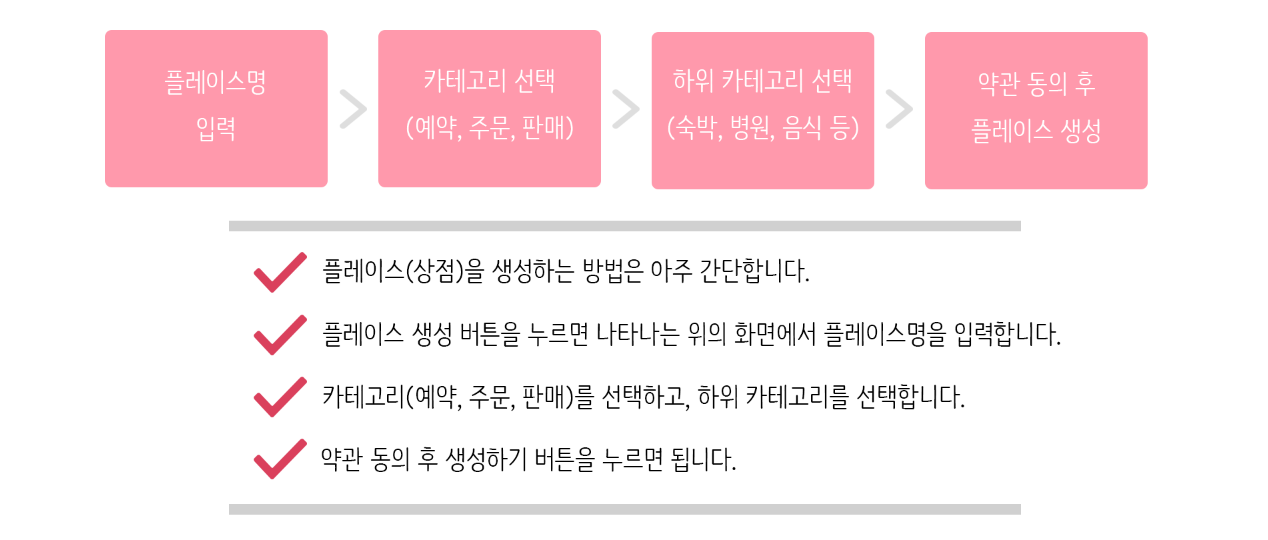 플레이스명
입력
카테고리 선택
(예약, 주문, 판매)
하위 카테고리 선택
(숙박, 병원, 음식 등)
약관 동의 후
플레이스 생성
플레이스(상점)을 생성하는 방법은 아주 간단합니다.
플레이스 생성 버튼을 누르면 나타나는 위의 화면에서 플레이스명을 입력합니다.
카테고리(예약, 주문, 판매)를 선택하고, 하위 카테고리를 선택합니다.
약관 동의 후 생성하기 버튼을 누르면 됩니다.